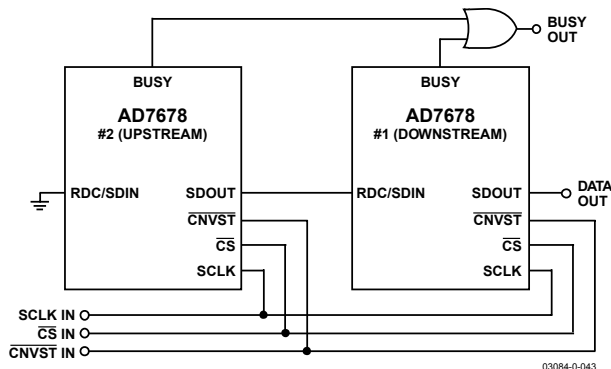 BUSY
OUT
BUSY
BUSY
AD7678
#2 (UPSTREAM)
AD7678
#1 (DOWNSTREAM)
RDC/SDIN
SDOUT
RDC/SDIN
SDOUT
DATA
OUT
CNVST
CNVST
CS
CS
SCLK
SCLK
SCLK IN
CS IN
CNVST IN
03084-0-043